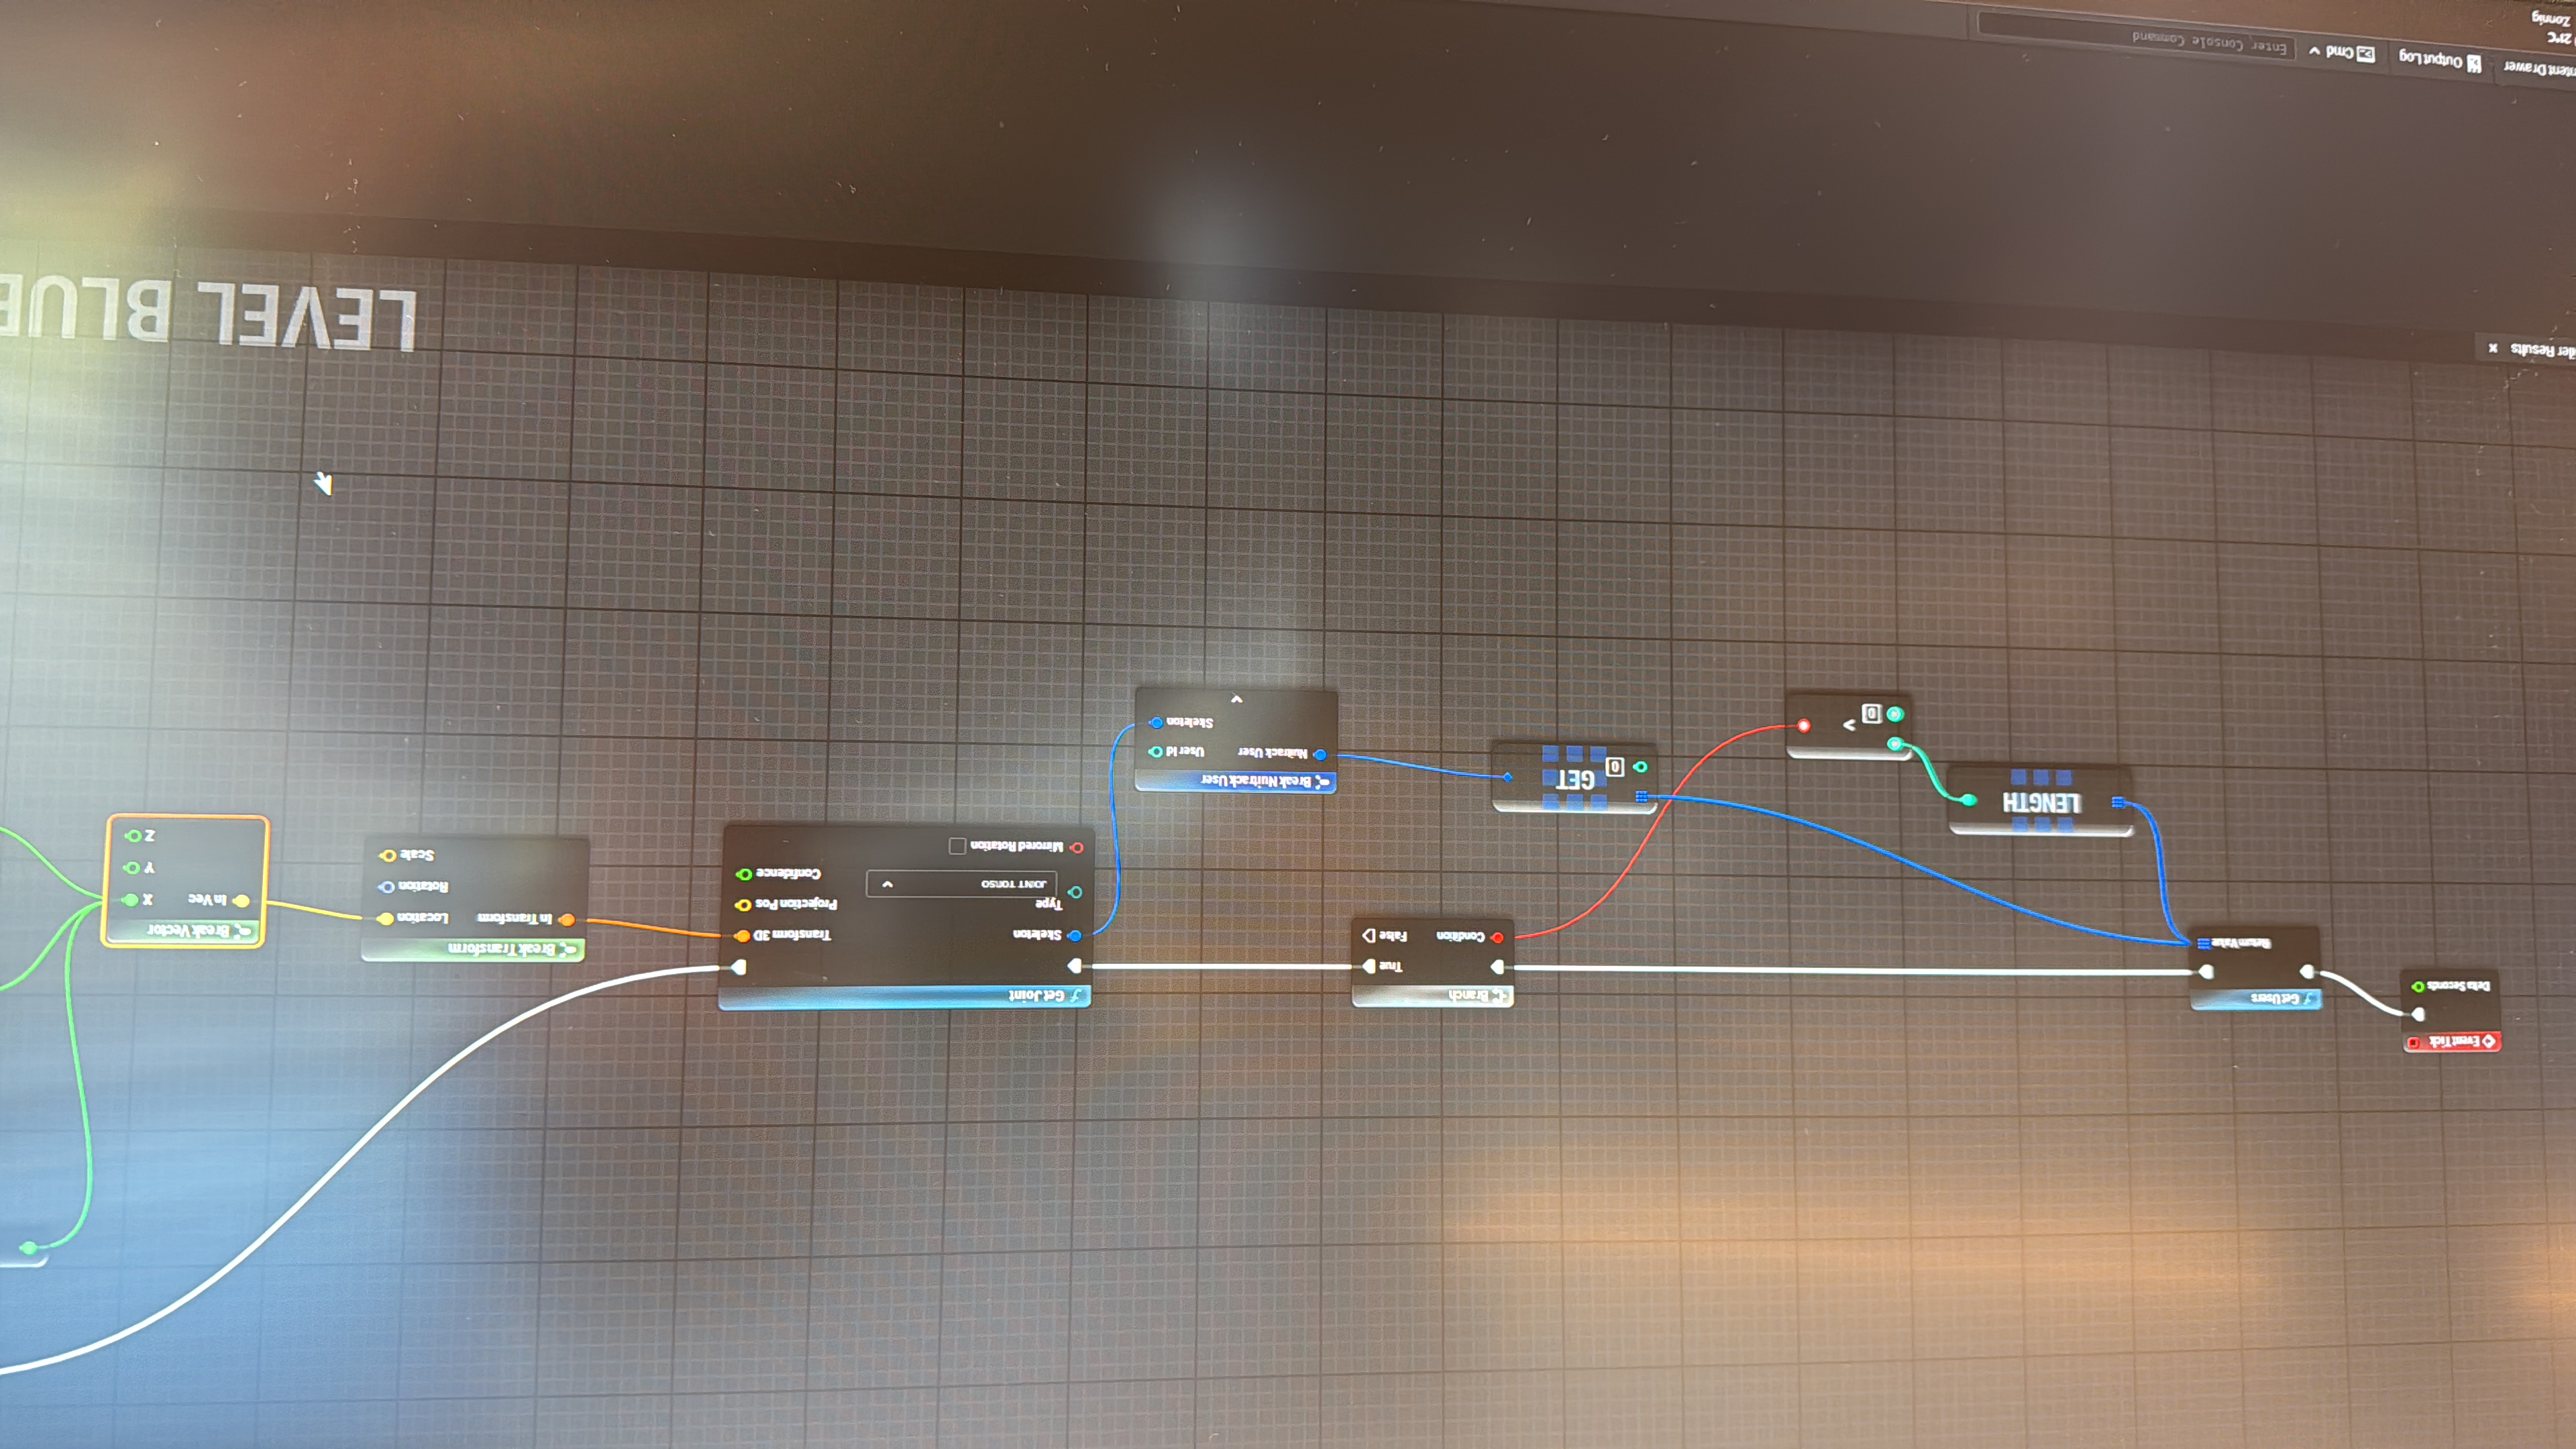 Event Tick
Delta Seconds
f Get Users
Return Value
Branch
True
Condition
False
LENGTH
>
0
GET
0
Break Nuitrack User
Nuitrack User
User Id
Skeleton
f Get Joint
Skeleton
Transform 3D
Type
JOINT TORSO
Projection Pos
Confidence
Mirrored Rotation
Break Transform
In Transform
Location
Rotation
Scale
Break Vector
In Vec
X
Y
Z
LEVEL BLUE
iler Results ×
ntent Drawer
Output Log
Cmd
Enter Console Command
21°C
Zonnig